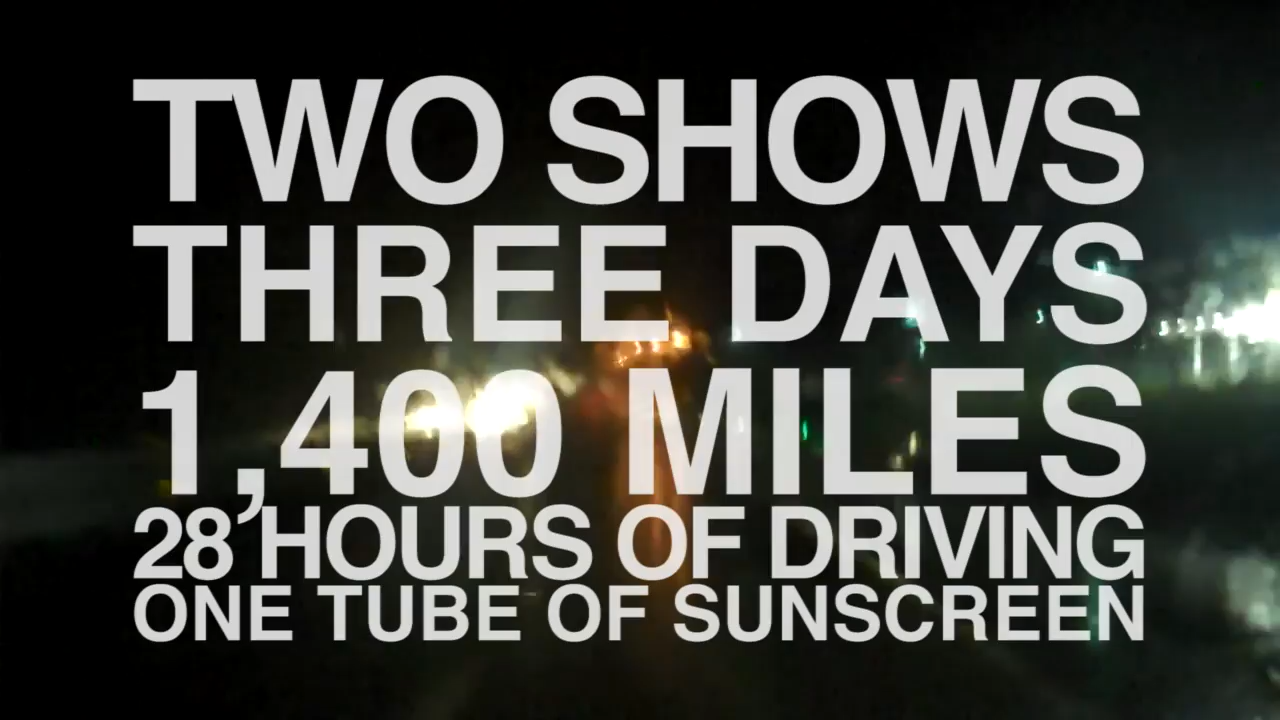 TWO SHOWS
THREE DAYS
1,400 MILES
28 HOURS OF DRIVING
ONE TUBE OF SUNSCREEN